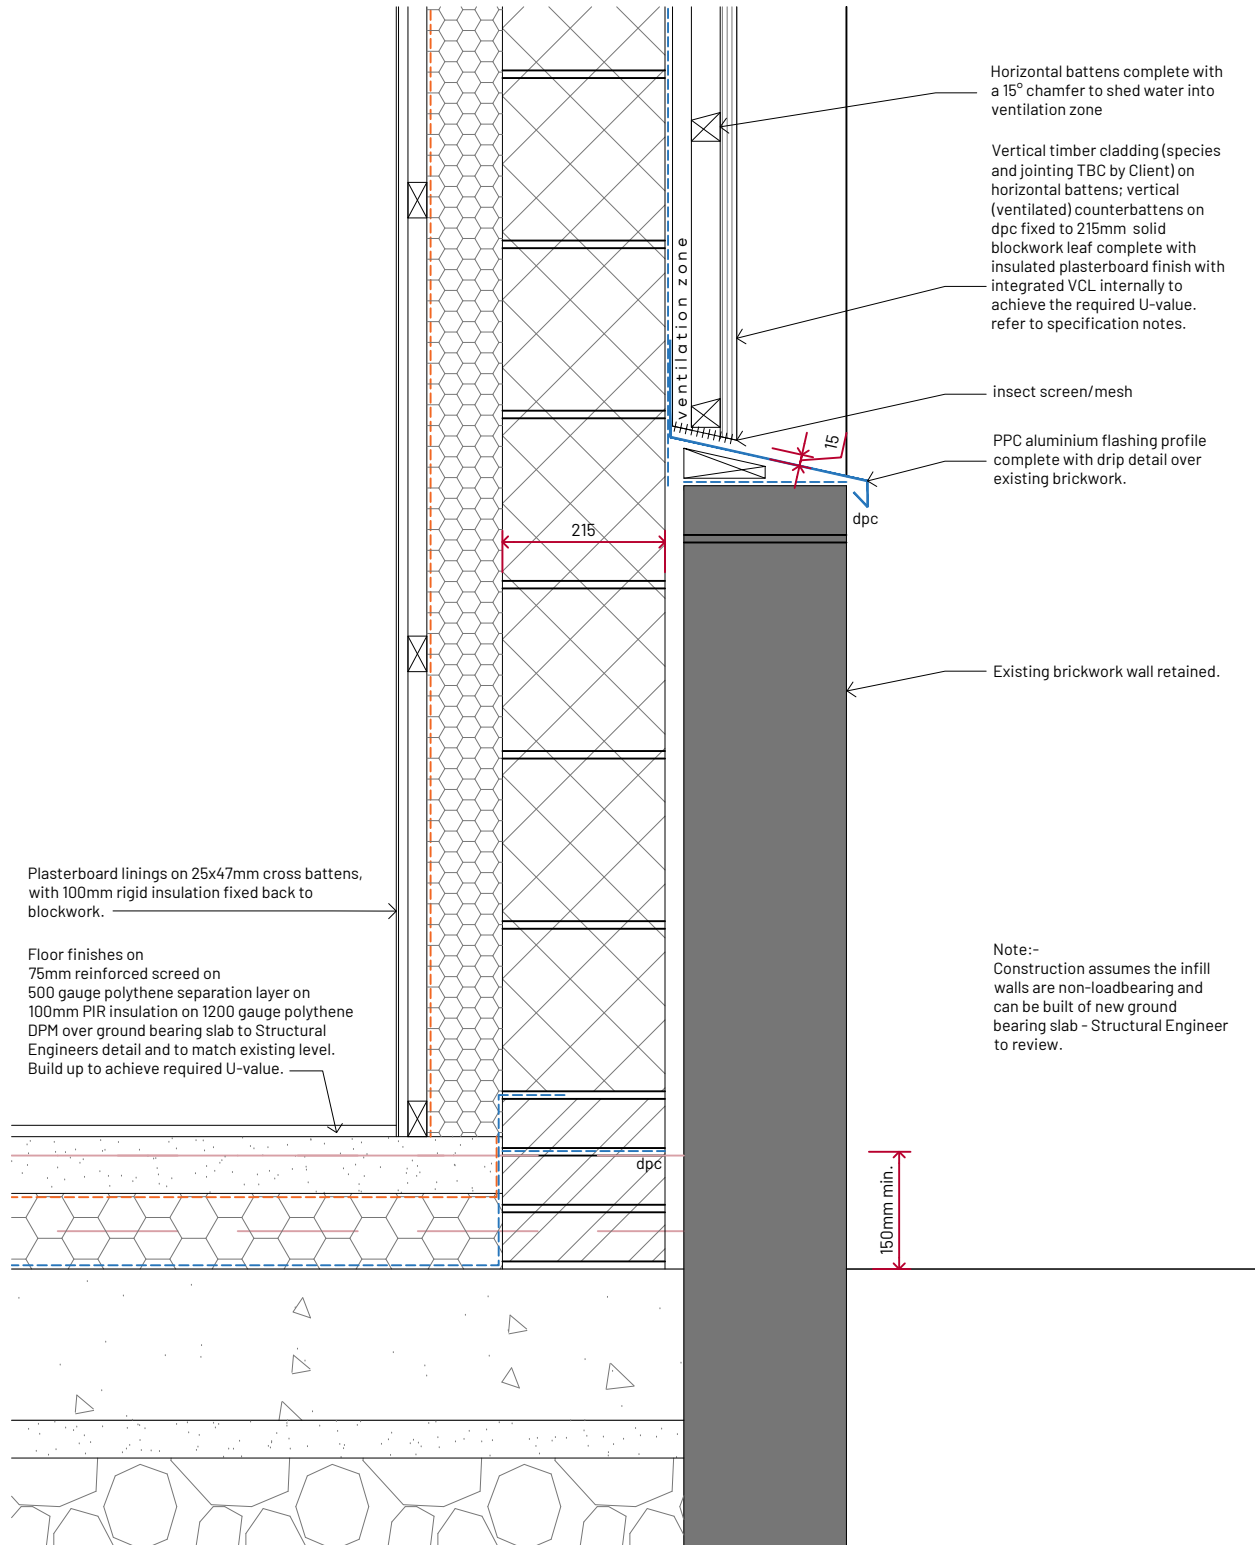 Horizontal battens complete with
a 15° chamfer to shed water into
ventilation zone
Vertical timber cladding (species
and jointing TBC by Client) on
horizontal battens; vertical
(ventilated) counterbattens on
dpc fixed to 215mm solid
blockwork leaf complete with
insulated plasterboard finish with
integrated VCL internally to
achieve the required U-value.
refer to specification notes.
ventilation zone
insect screen/mesh
15
PPC aluminium flashing profile
complete with drip detail over
existing brickwork.
dpc
215
Existing brickwork wall retained.
Plasterboard linings on 25x47mm cross battens,
with 100mm rigid insulation fixed back to
blockwork.
Floor finishes on
75mm reinforced screed on
500 gauge polythene separation layer on
100mm PIR insulation on 1200 gauge polythene
DPM over ground bearing slab to Structural
Engineers detail and to match existing level.
Build up to achieve required U-value.
Note:-
Construction assumes the infill
walls are non-loadbearing and
can be built of new ground
bearing slab - Structural Engineer
to review.
dpc
150mm min.